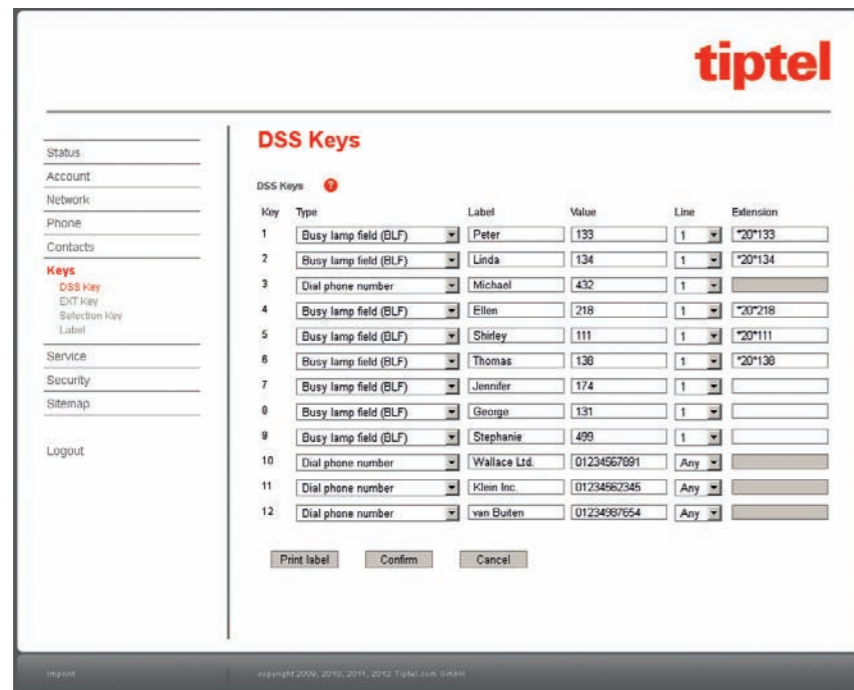 tiptel
DSS Keys
Status
Account
Network
Phone
Contacts
Keys
DSS Key
EXT Key
Selection Key
Label
Service
Security
Sitemap
Logout
DSS Keys ?
Key Type Label Value Line Extension
1 Busy lamp field (BLF) Peter 133 1 *20*133
2 Busy lamp field (BLF) Linda 134 1 *20*134
3 Dial phone number Michael 432 1
4 Busy lamp field (BLF) Ellen 218 1 *20*218
5 Busy lamp field (BLF) Shirley 111 1 *20*111
6 Busy lamp field (BLF) Thomas 138 1 *20*138
7 Busy lamp field (BLF) Jennifer 174 1
8 Busy lamp field (BLF) George 131 1
9 Busy lamp field (BLF) Stephanie 499 1
10 Dial phone number Wallace Ltd. 01234567891 Any
11 Dial phone number Klein Inc. 01234562345 Any
12 Dial phone number van Buiten 01234987654 Any
Print label Confirm Cancel
Imprint copyright 2009, 2010, 2011, 2012 Tiptel.com GmbH